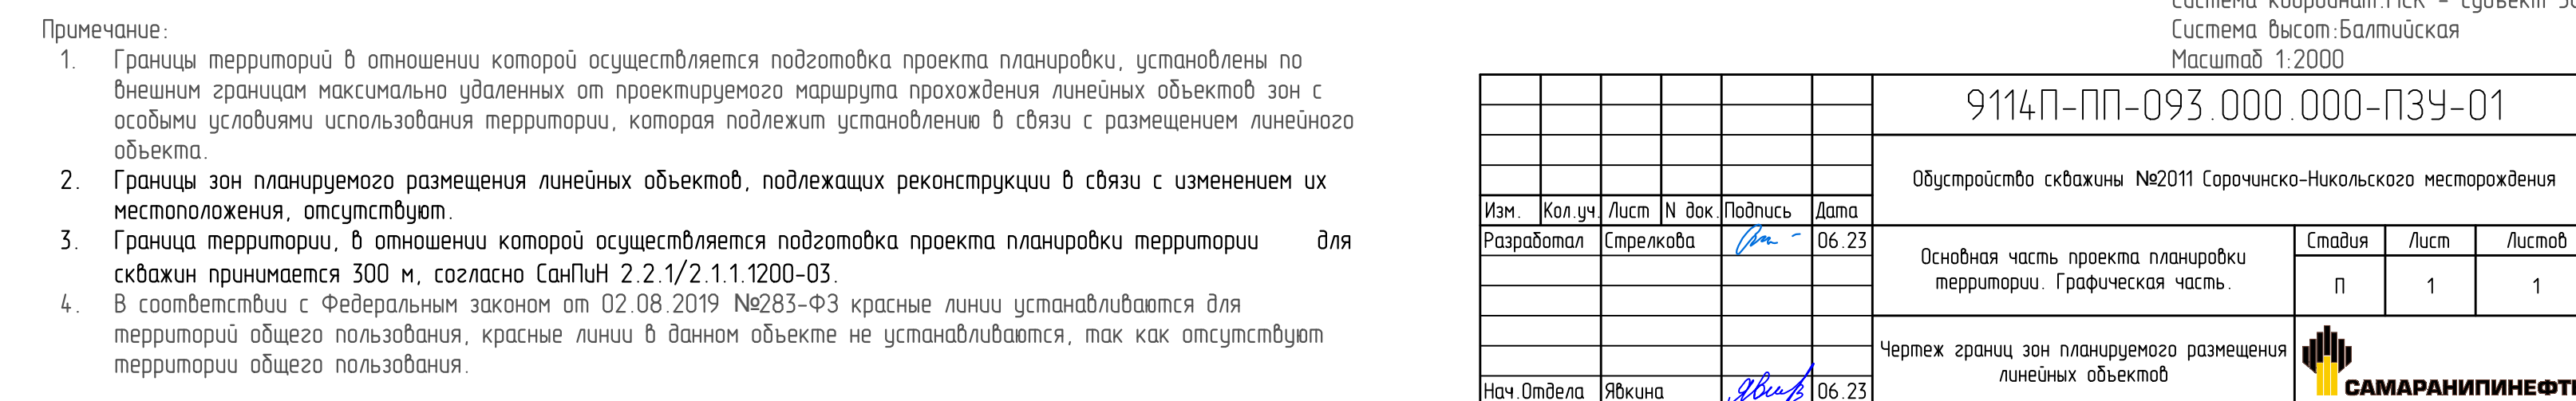 Примечание:
1. Границы территорий в отношении которой осуществляется подготовка проекта планировки, установлены по
внешним границам максимально удаленных от проектируемого маршрута прохождения линейных объектов зон с
особыми условиями использования территории, которая подлежит установлению в связи с размещением линейного
объекта.
2. Границы зон планируемого размещения линейных объектов, подлежащих реконструкции в связи с изменением их
местоположения, отсутствуют.
3. Граница территории, в отношении которой осуществляется подготовка проекта планировки территории для
скважин принимается 300 м, согласно СанПиН 2.2.1/2.1.1.1200-03.
4. В соответствии с Федеральным законом от 02.08.2019 №283-ФЗ красные линии устанавливаются для
территорий общего пользования, красные линии в данном объекте не устанавливаются, так как отсутствуют
территории общего пользования.
Система координат:МСК - субъект
Система высот:Балтийская
Масштаб 1:2000
9114П-ПП-093.000.000-ПЗУ-01
Обустройство скважины №2011 Сорочинско-Никольского месторождения
Изм. Кол.уч. Лист N док. Подпись Дата
Разработал Стрелкова 06.23
Основная часть проекта планировки
территории. Графическая часть.
Стадия Лист Листов
П 1 1
Чертеж границ зон планируемого размещения
линейных объектов
Нач.Отдела Явкина 06.23
САМАРАНИПИНЕФТЬ